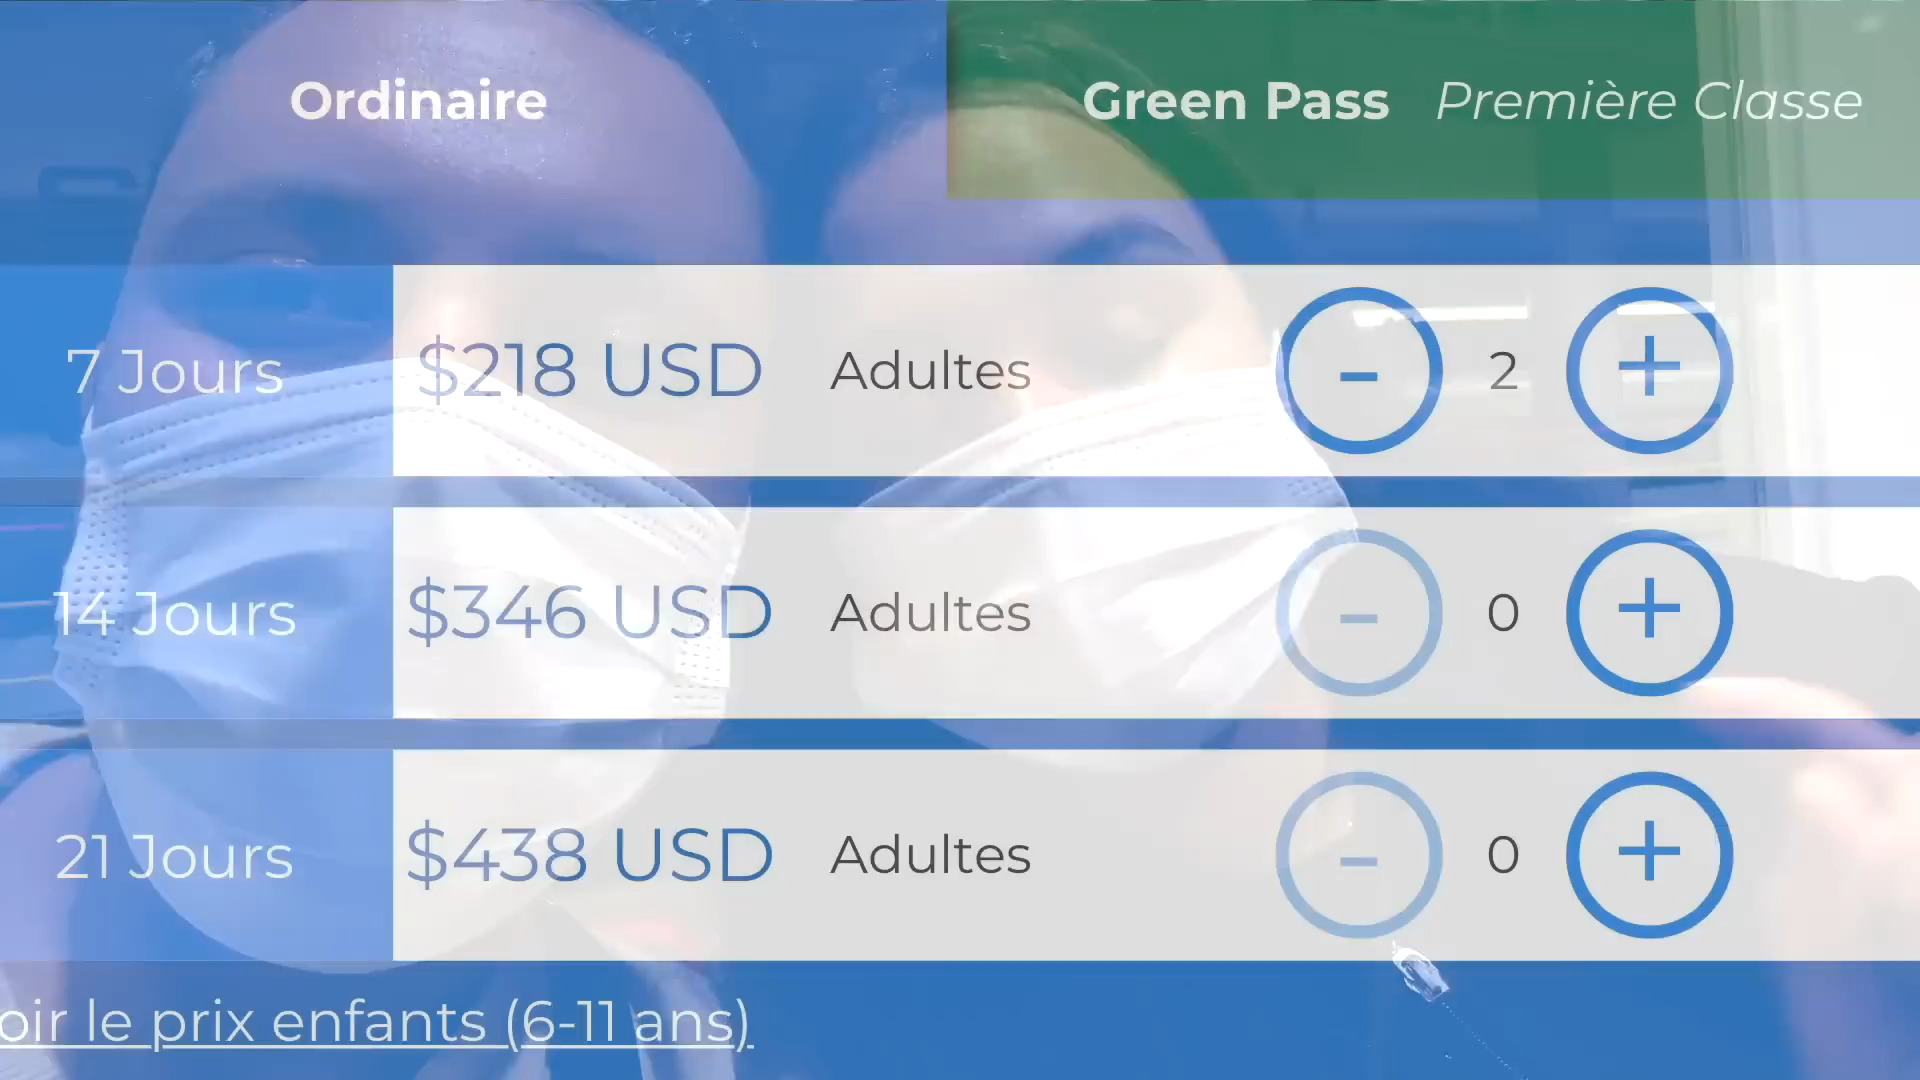 Ordinaire
Green Pass Première Classe
7 Jours $218 USD Adultes - 2 +
14 Jours $346 USD Adultes - 0 +
21 Jours $438 USD Adultes - 0 +
oir le prix enfants (6-11 ans)